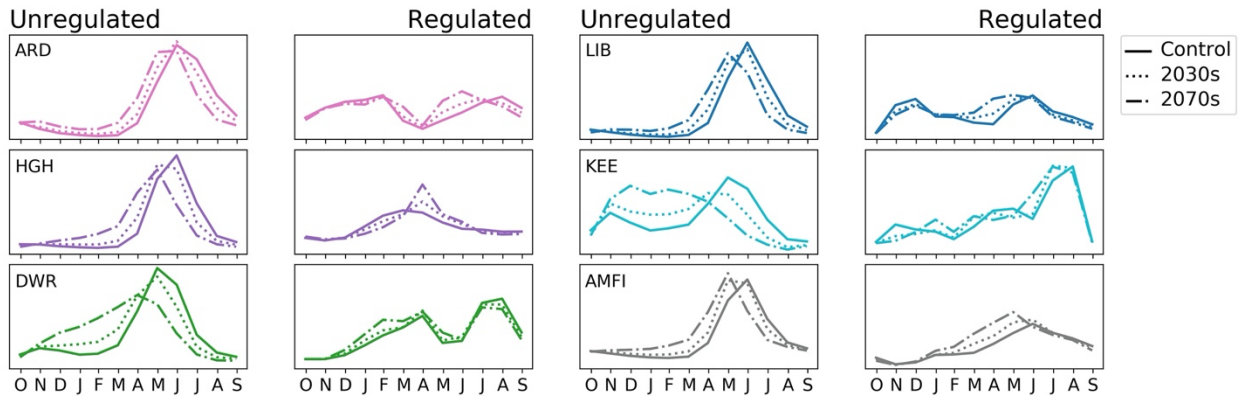 Unregulated Regulated Unregulated Regulated
ARD LIB
Control
2030s
2070s
HGH KEE
DWR AMFI
O N D J F M A M J J A S O N D J F M A M J J A S O N D J F M A M J J A S O N D J F M A M J J A S